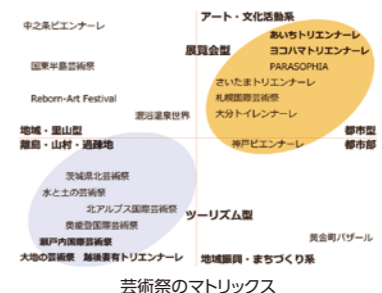 アート・文化活動系
中之条ビエンナーレ
あいちトリエンナーレ
展覧会型
ヨコハマトリエンナーレ
国東半島芸術祭
PARASOPHIA
さいたまトリエンナーレ
Reborn-Art Festival
札幌国際芸術祭
混浴温泉世界
大分トイレンナーレ
地域・里山型
都市型
離島・山村・過疎地
神戸ビエンナーレ
都市部
茨城県北芸術祭
水と土の芸術祭
北アルプス国際芸術祭
ツーリズム型
奥能登国際芸術祭
瀬戸内国際芸術祭
黄金町バザール
大地の芸術祭 越後妻有トリエンナーレ
地域振興・まちづくり系
芸術祭のマトリックス